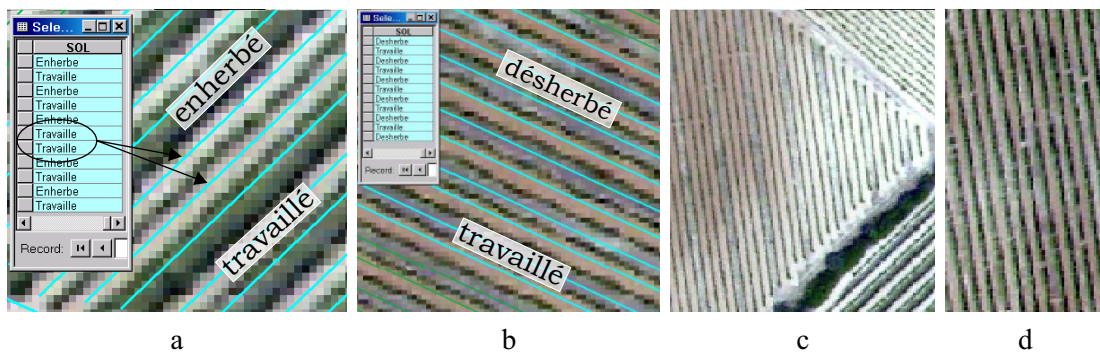 Sele...
SOL
Enherbe
Travaille
Enherbe
Travaille
Enherbe
Travaille
Travaille
Enherbe
Travaille
Enherbe
Travaille
Record:
enherbé
travaillé
Sele...
SOL
Desherbe
Travaille
Desherbe
Travaille
Desherbe
Travaille
Desherbe
Travaille
Desherbe
Travaille
Desherbe
Record:
désherbé
travaillé
a
b
c
d